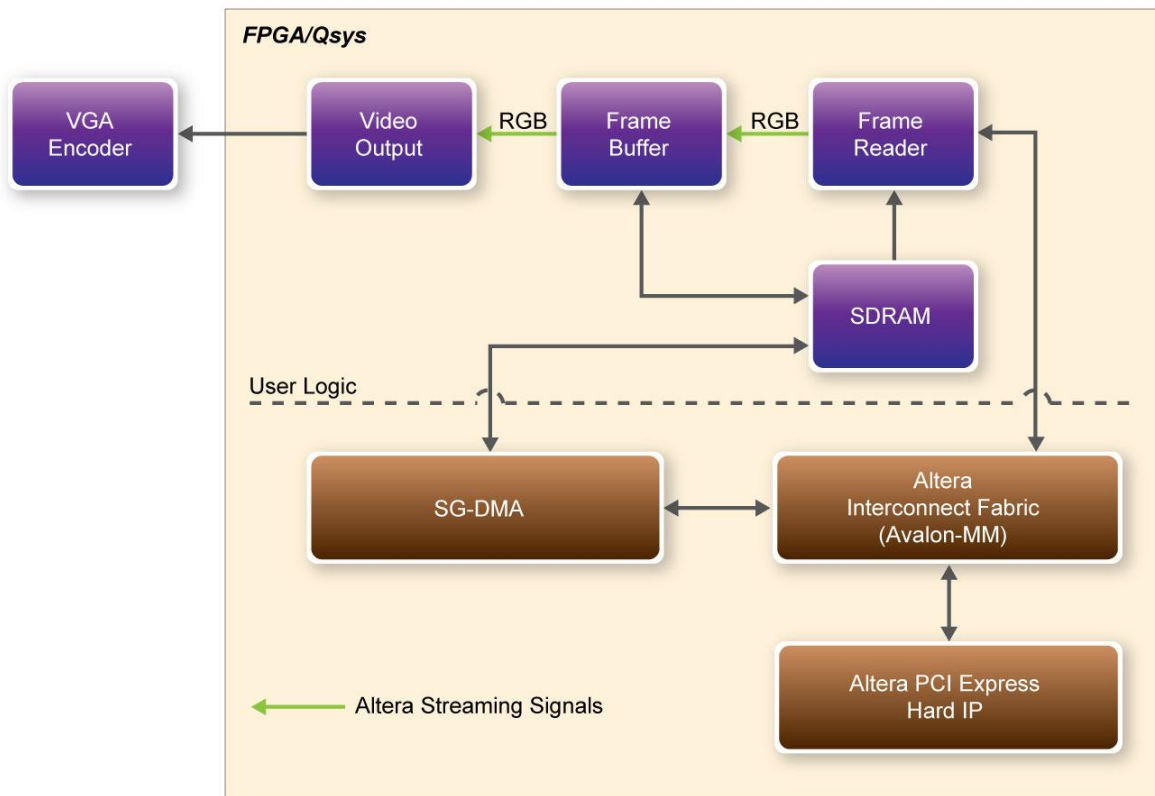 FPGA/Qsys
VGA
Encoder
Video
Output
RGB
Frame
Buffer
RGB
Frame
Reader
SDRAM
User Logic
SG-DMA
Altera
Interconnect Fabric
(Avalon-MM)
Altera PCI Express
Hard IP
Altera Streaming Signals